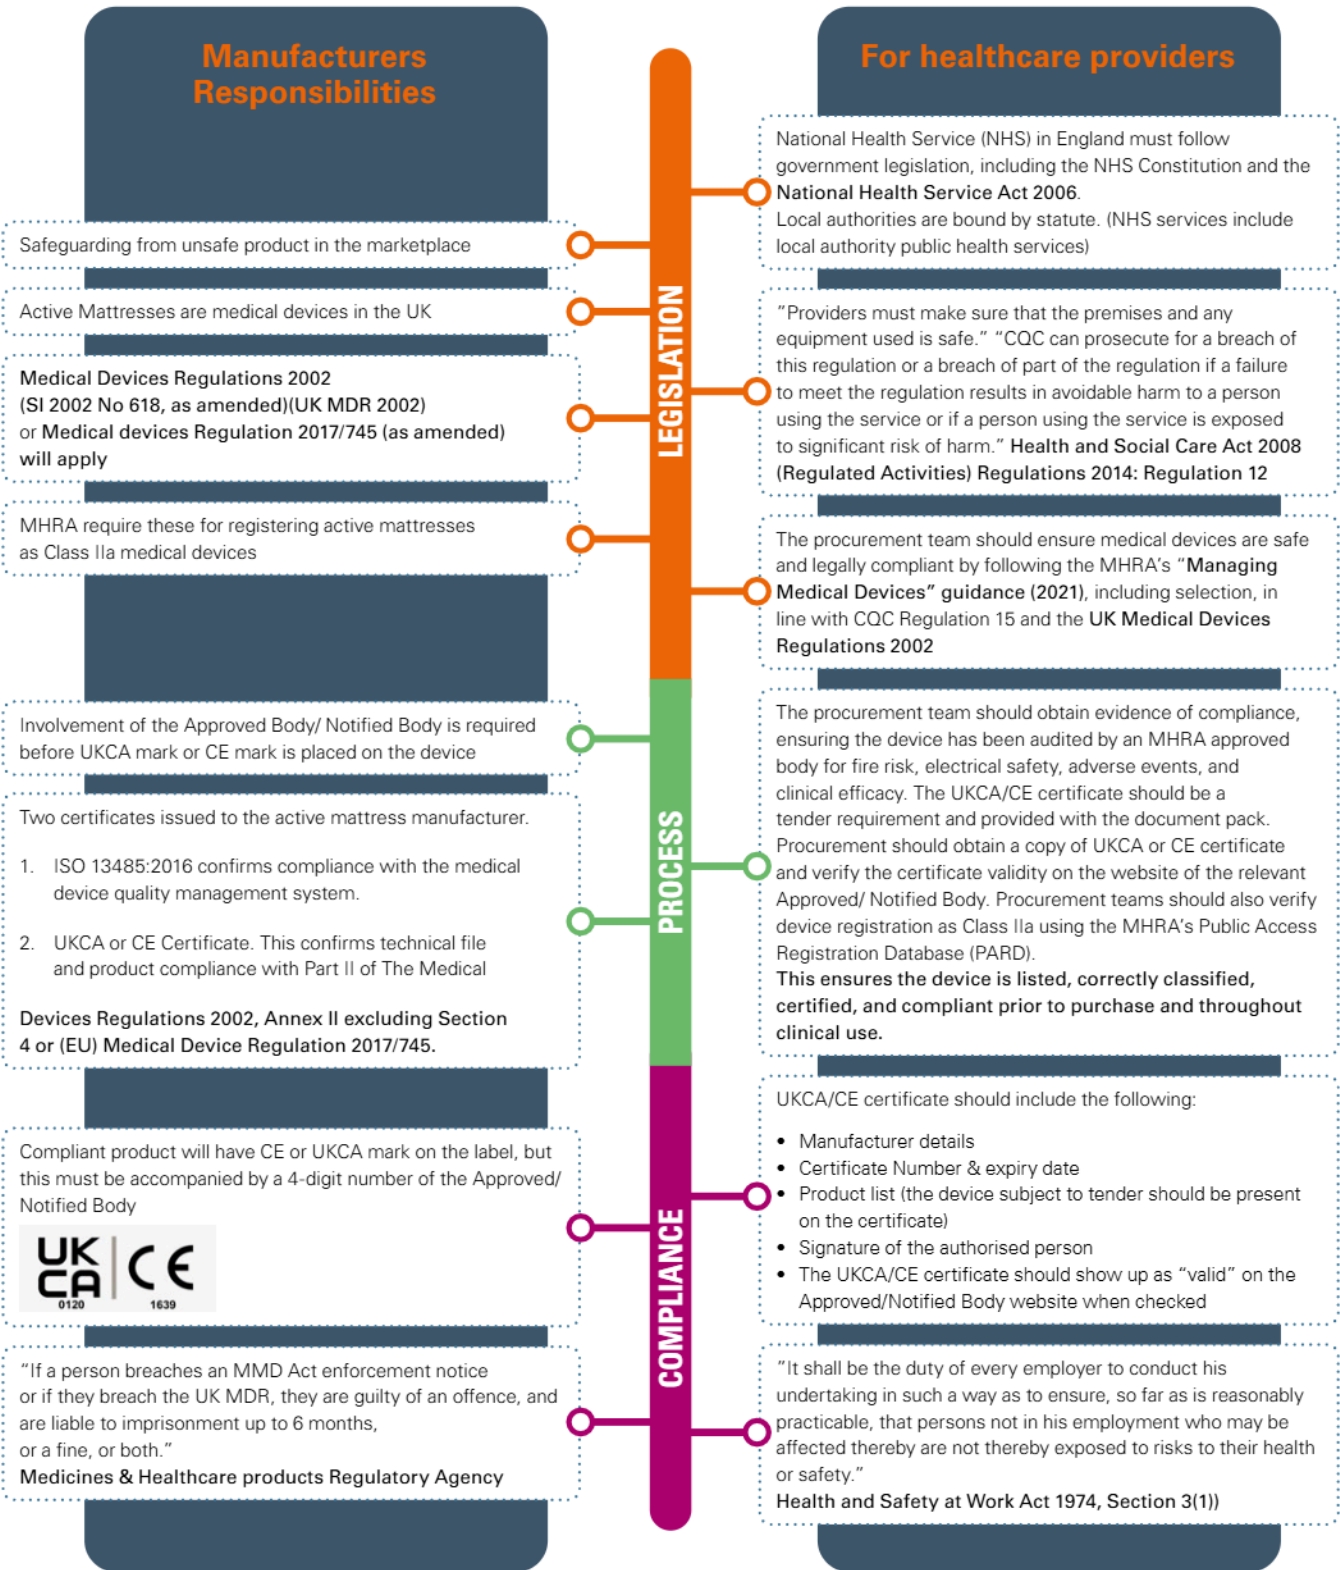 Manufacturers
Responsibilities
Safeguarding from unsafe product in the marketplace
Active Mattresses are medical devices in the UK
Medical Devices Regulations 2002
(SI 2002 No 618, as amended)(UK MDR 2002)
or Medical devices Regulation 2017/745 (as amended)
will apply
MHRA require these for registering active mattresses
as Class IIa medical devices
Involvement of the Approved Body/ Notified Body is required
before UKCA mark or CE mark is placed on the device
Two certificates issued to the active mattress manufacturer.
1. ISO 13485:2016 confirms compliance with the medical
device quality management system.
2. UKCA or CE Certificate. This confirms technical file
and product compliance with Part II of The Medical
Devices Regulations 2002, Annex II excluding Section
4 or (EU) Medical Device Regulation 2017/745.
Compliant product will have CE or UKCA mark on the label, but
this must be accompanied by a 4-digit number of the Approved/
Notified Body
UK
CA
0120
CE
1639
“If a person breaches an MMD Act enforcement notice
or if they breach the UK MDR, they are guilty of an offence, and
are liable to imprisonment up to 6 months,
or a fine, or both.”
Medicines & Healthcare products Regulatory Agency
LEGISLATION
PROCESS
COMPLIANCE
For healthcare providers
National Health Service (NHS) in England must follow
government legislation, including the NHS Constitution and the
National Health Service Act 2006.
Local authorities are bound by statute. (NHS services include
local authority public health services)
“Providers must make sure that the premises and any
equipment used is safe.” “CQC can prosecute for a breach of
this regulation or a breach of part of the regulation if a failure
to meet the regulation results in avoidable harm to a person
using the service or if a person using the service is exposed
to significant risk of harm.” Health and Social Care Act 2008
(Regulated Activities) Regulations 2014: Regulation 12
The procurement team should ensure medical devices are safe
and legally compliant by following the MHRA’s “Managing
Medical Devices” guidance (2021), including selection, in
line with CQC Regulation 15 and the UK Medical Devices
Regulations 2002
The procurement team should obtain evidence of compliance,
ensuring the device has been audited by an MHRA approved
body for fire risk, electrical safety, adverse events, and
clinical efficacy. The UKCA/CE certificate should be a
tender requirement and provided with the document pack.
Procurement should obtain a copy of UKCA or CE certificate
and verify the certificate validity on the website of the relevant
Approved/ Notified Body. Procurement teams should also verify
device registration as Class IIa using the MHRA’s Public Access
Registration Database (PARD).
This ensures the device is listed, correctly classified,
certified, and compliant prior to purchase and throughout
clinical use.
UKCA/CE certificate should include the following:
• Manufacturer details
• Certificate Number & expiry date
• Product list (the device subject to tender should be present
on the certificate)
• Signature of the authorised person
• The UKCA/CE certificate should show up as “valid” on the
Approved/Notified Body website when checked
“It shall be the duty of every employer to conduct his
undertaking in such a way as to ensure, so far as is reasonably
practicable, that persons not in his employment who may be
affected thereby are not thereby exposed to risks to their health
or safety.”
Health and Safety at Work Act 1974, Section 3(1))